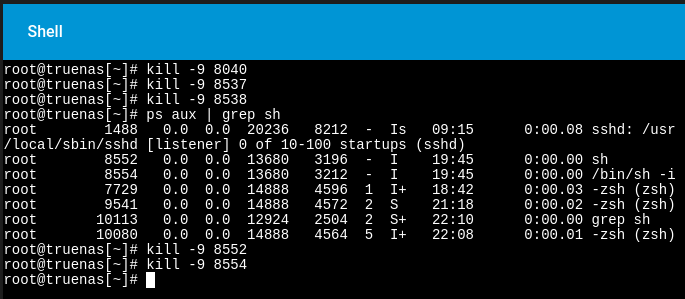 Shell
root@truenas[~]# kill -9 8040
root@truenas[~]# kill -9 8537
root@truenas[~]# kill -9 8538
root@truenas[~]# ps aux | grep sh
root 1488 0.0 0.0 20236 8212 - Is 09:15 0:00.08 sshd: /usr
/local/sbin/sshd [listener] 0 of 10-100 startups (sshd)
root 8552 0.0 0.0 13680 3196 - I 19:45 0:00.00 sh
root 8554 0.0 0.0 13680 3212 - I 19:45 0:00.00 /bin/sh -i
root 7729 0.0 0.0 14888 4596 1 I+ 18:42 0:00.03 -zsh (zsh)
root 9541 0.0 0.0 14888 4572 2 S 21:18 0:00.02 -zsh (zsh)
root 10113 0.0 0.0 12924 2504 2 S+ 22:10 0:00.00 grep sh
root 10080 0.0 0.0 14888 4564 5 I+ 22:08 0:00.01 -zsh (zsh)
root@truenas[~]# kill -9 8552
root@truenas[~]# kill -9 8554
root@truenas[~]#